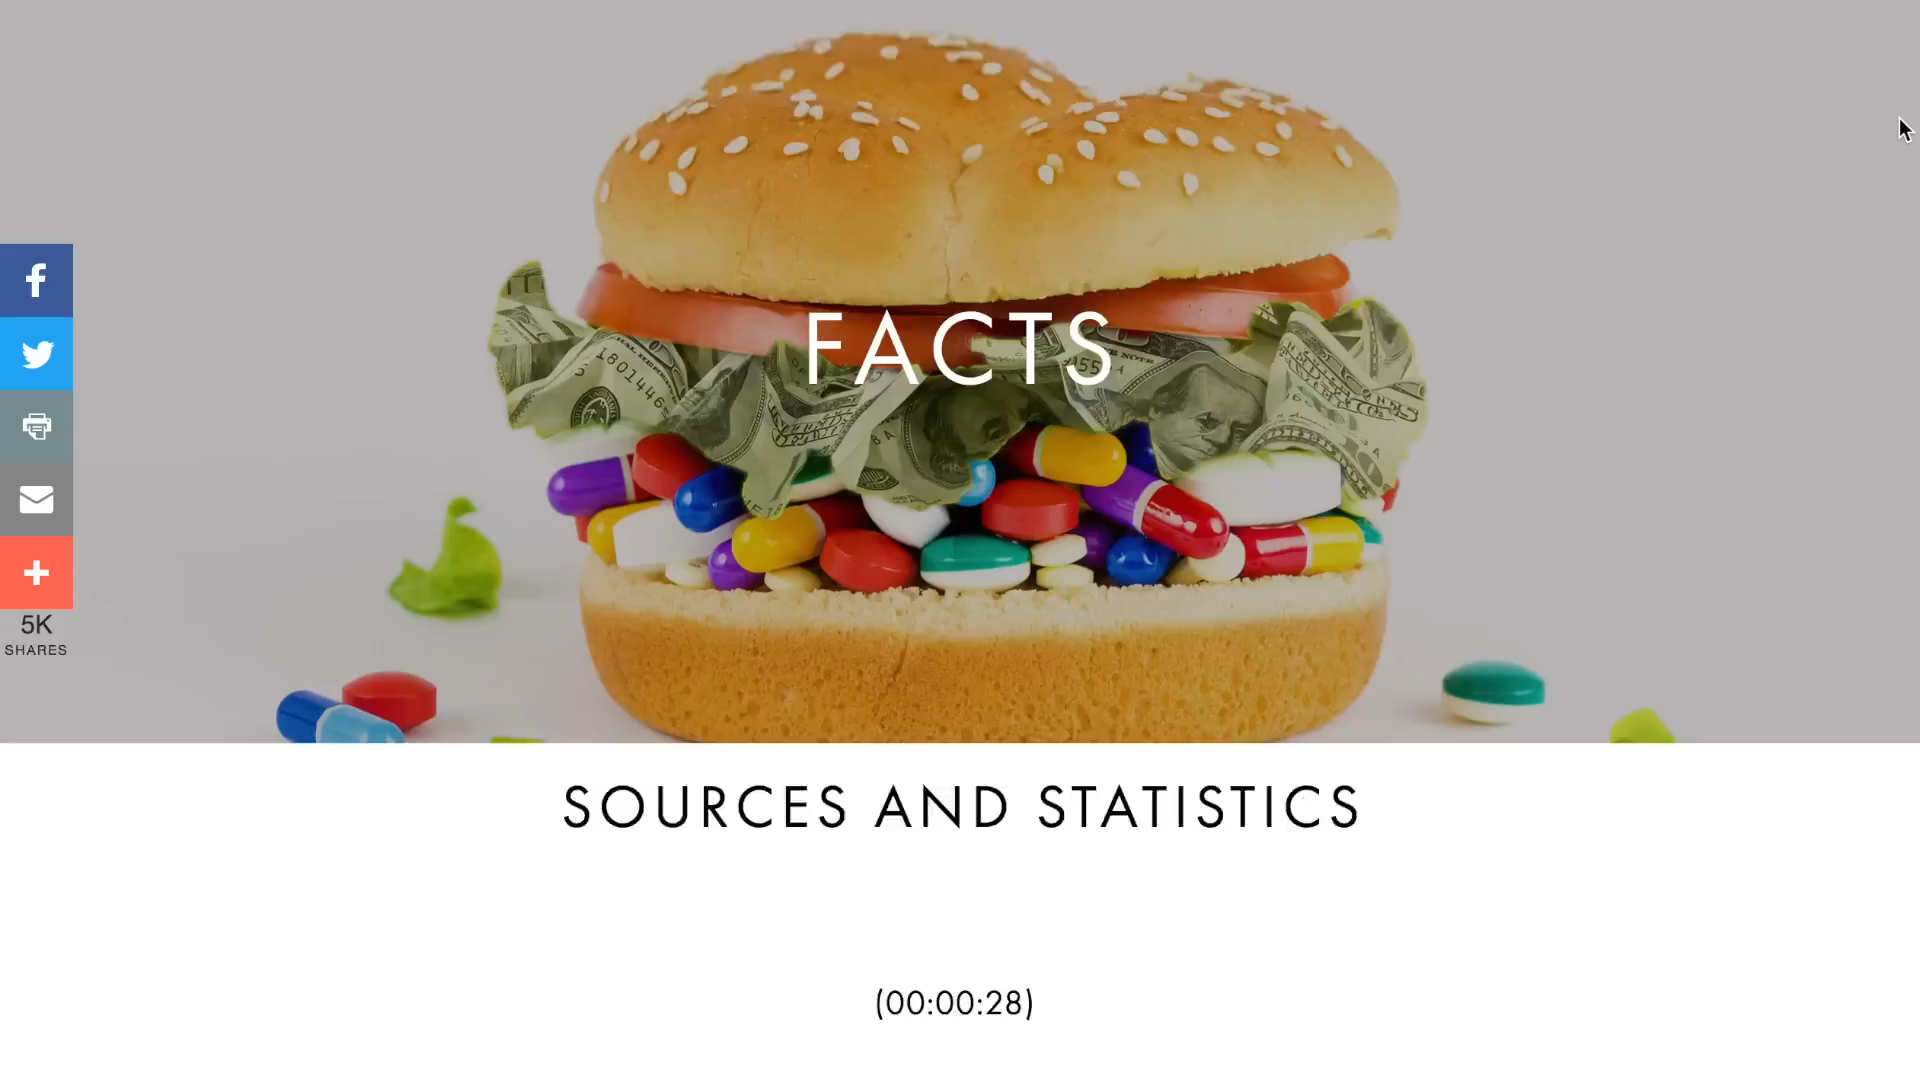 FACTS
5K
SHARES
SOURCES AND STATISTICS
(00:00:28)